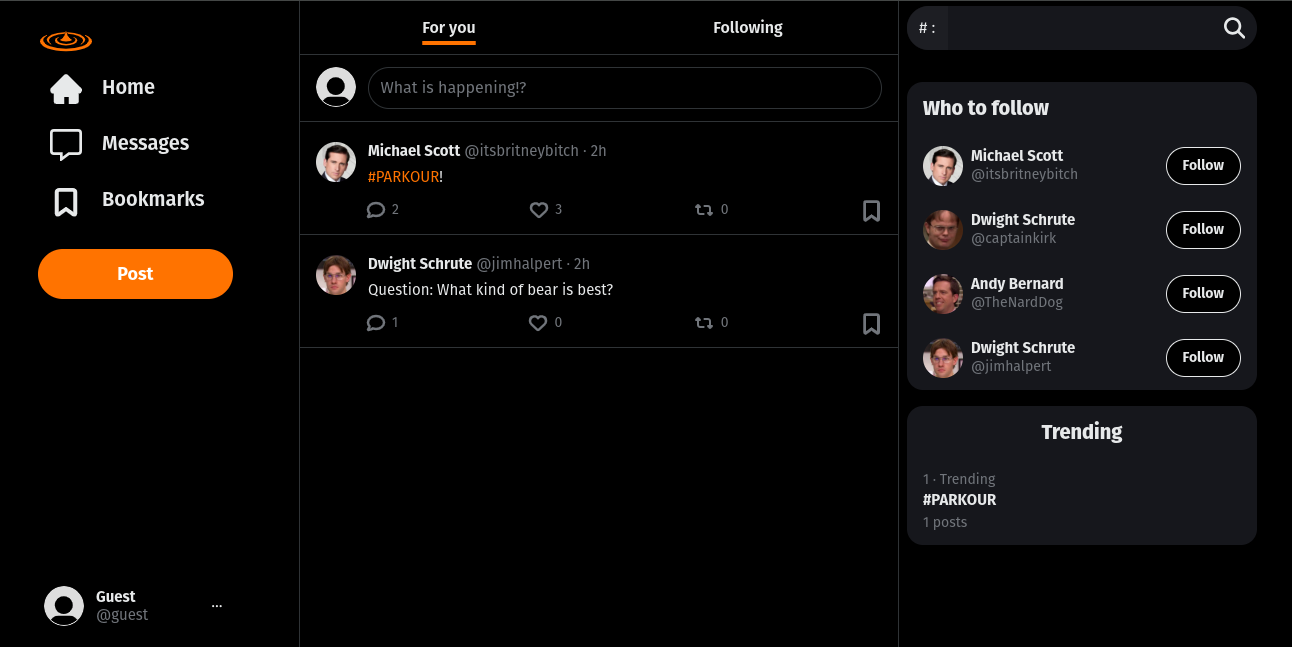 Home
Messages
Bookmarks
Post
Guest
@guest
...
For you
Following
What is happening!?
Michael Scott @itsbritneybitch · 2h
#PARKOUR!
2 3 0
Dwight Schrute @jimhalpert · 2h
Question: What kind of bear is best?
1 0 0
# :
Who to follow
Michael Scott
@itsbritneybitch
Follow
Dwight Schrute
@captainkirk
Follow
Andy Bernard
@TheNardDog
Follow
Dwight Schrute
@jimhalpert
Follow
Trending
1 · Trending
#PARKOUR
1 posts